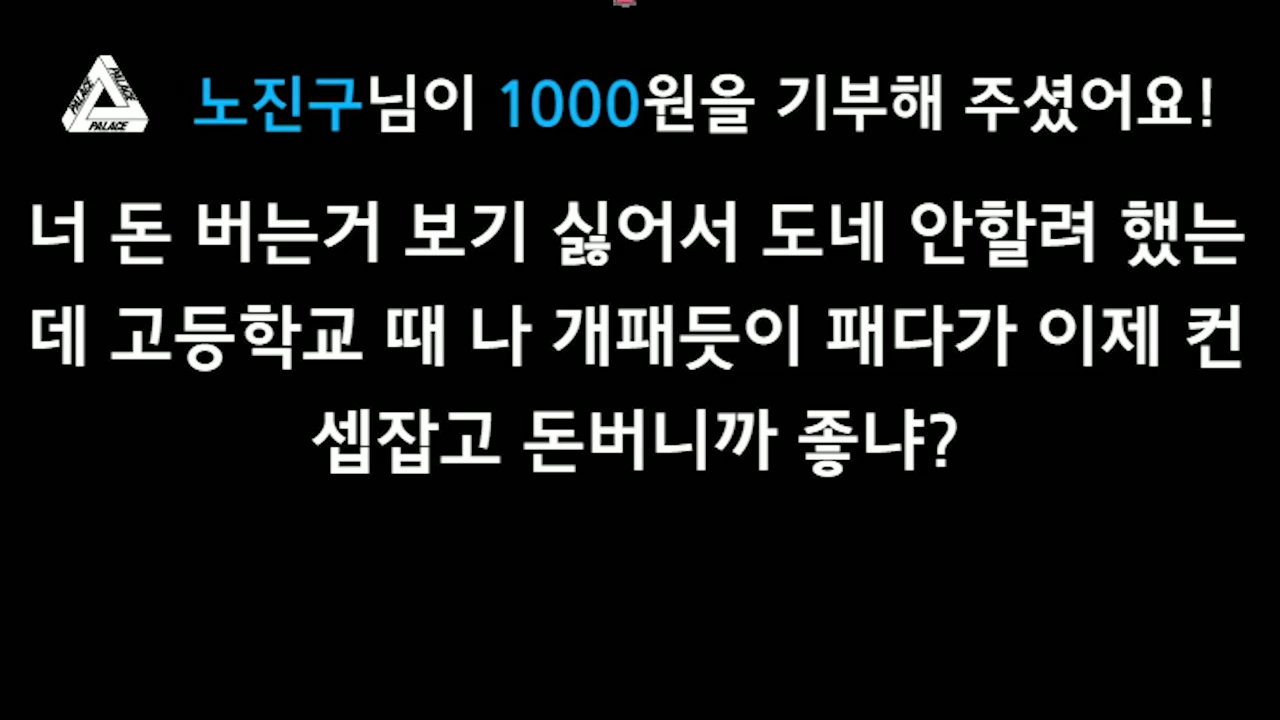 PALACE PALACE PALACE
노진구님이 1000원을 기부해 주셨어요!
너 돈 버는거 보기 싫어서 도네 안할려 했는
데 고등학교 때 나 개패듯이 패다가 이제 컨
셉잡고 돈버니까 좋냐?